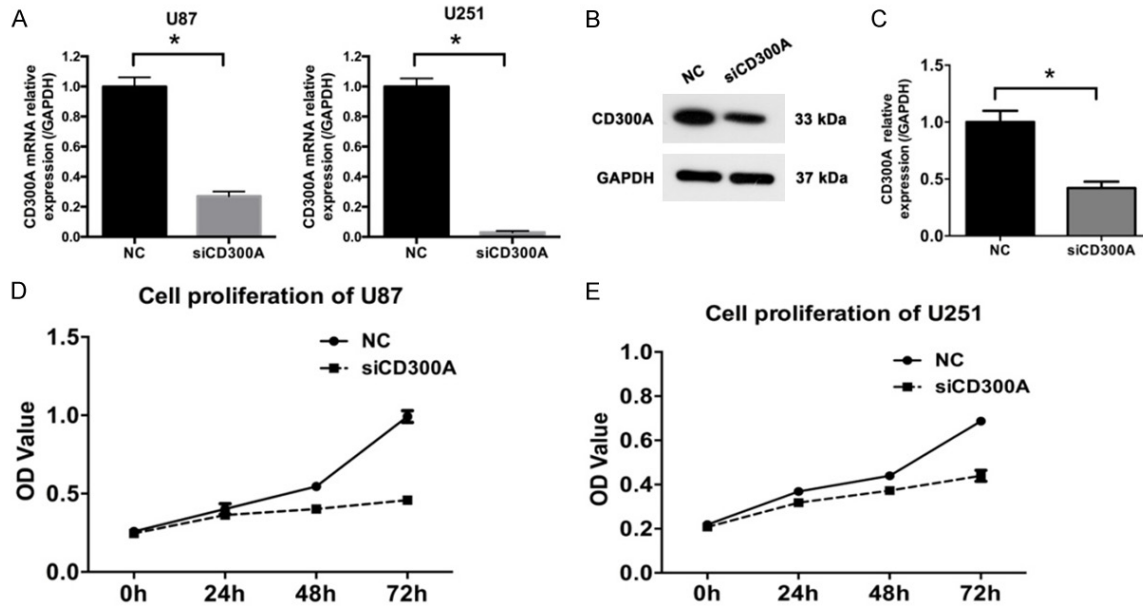 A
U87
*
CD300A mRNA relative
expression (/GAPDH)
1.2
1.0
0.8
0.6
0.4
0.2
0.0
NC
siCD300A
U251
*
CD300A mRNA relative
expression (/GAPDH)
1.2
1.0
0.8
0.6
0.4
0.2
0.0
NC
siCD300A
B
NC
siCD300A
CD300A
33 kDa
GAPDH
37 kDa
C
*
CD300A relative
expression (/GAPDH)
1.5
1.0
0.5
0.0
NC
siCD300A
D
Cell proliferation of U87
NC
siCD300A
OD Value
1.5
1.0
0.5
0.0
0h
24h
48h
72h
E
Cell proliferation of U251
NC
siCD300A
OD Value
1.0
0.8
0.6
0.4
0.2
0.0
0h
24h
48h
72h